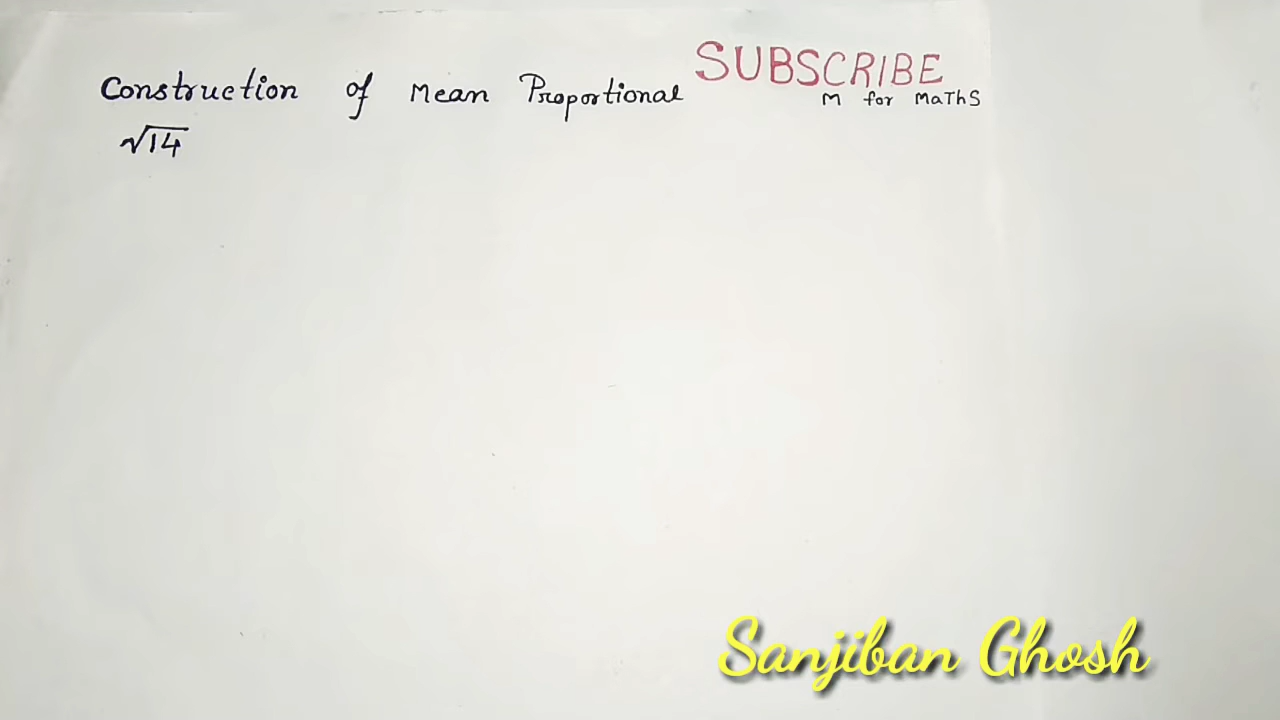 Construction of Mean Proportional
SUBSCRIBE
M for MaThS
√14
Sanjiban Ghosh